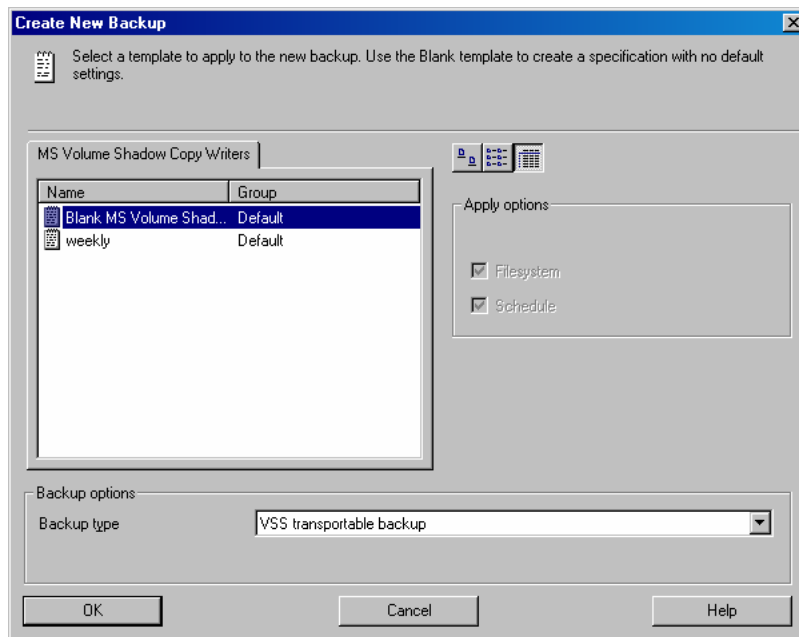 Create New Backup
Select a template to apply to the new backup. Use the Blank template to create a specification with no default
settings.
MS Volume Shadow Copy Writers
Name Group
Blank MS Volume Shad... Default
weekly Default
Apply options
Filesystem
Schedule
Backup options
Backup type VSS transportable backup
OK Cancel Help